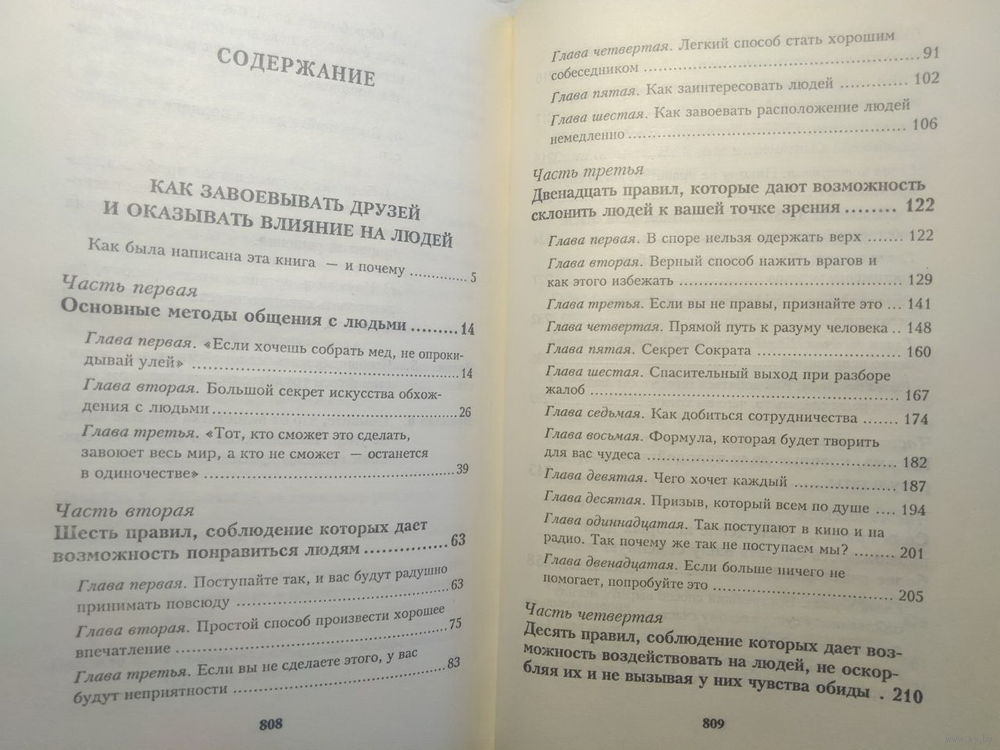 СОДЕРЖАНИЕ
КАК ЗАВОЕВЫВАТЬ ДРУЗЕЙ
И ОКАЗЫВАТЬ ВЛИЯНИЕ НА ЛЮДЕЙ
Как была написана эта книга — и почему ............. 5
Часть первая
Основные методы общения с людьми ......... 14
Глава первая. «Если хочешь собрать мед, не опроки-
дывай улей» ............................................. 14
Глава вторая. Большой секрет искусства обхож-
дения с людьми ......................................... 26
Глава третья. «Тот, кто сможет это сделать,
завоюет весь мир, а кто не сможет — останется
в одиночестве» .......................................... 39
Часть вторая
Шесть правил, соблюдение которых дает
возможность понравиться людям ............. 63
Глава первая. Поступайте так, и вас будут радушно
принимать повсюду ................................... 63
Глава вторая. Простой способ произвести хорошее
впечатление ............................................. 75
Глава третья. Если вы не сделаете этого, у вас
будут неприятности .................................... 83
808
Глава четвертая. Легкий способ стать хорошим
собеседником ............................................ 91
Глава пятая. Как заинтересовать людей ............ 102
Глава шестая. Как завоевать расположение людей
немедленно .............................................. 106
Часть третья
Двенадцать правил, которые дают возможность
склонить людей к вашей точке зрения ........ 122
Глава первая. В споре нельзя одержать верх ...... 122
Глава вторая. Верный способ нажить врагов и
как этого избежать .................................... 129
Глава третья. Если вы не правы, признайте это ... 141
Глава четвертая. Прямой путь к разуму человека .. 148
Глава пятая. Секрет Сократа ......................... 160
Глава шестая. Спасительный выход при разборе
жалоб ..................................................... 167
Глава седьмая. Как добиться сотрудничества ...... 174
Глава восьмая. Формула, которая будет творить
для вас чудеса ........................................... 182
Глава девятая. Чего хочет каждый .................. 187
Глава десятая. Призыв, который всем по душе .... 194
Глава одиннадцатая. Так поступают в кино и на
радио. Так почему же так не поступаем мы? ....... 201
Глава двенадцатая. Если больше ничего не
помогает, попробуйте это ............................. 205
Часть четвертая
Десять правил, соблюдение которых дает воз-
можность воздействовать на людей, не оскор-
бляя их и не вызывая у них чувства обиды . 210
809